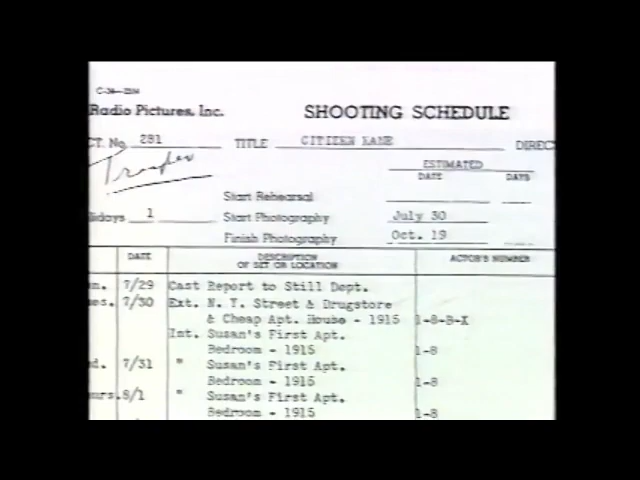 Radio Pictures, Inc. SHOOTING SCHEDULE
CT. No. 281 TITLE CITIZEN KANE DIREC
ESTIMATED
DATE DAYS
Start Rehearsal
lidays 1 Start Photography July 30
Finish Photography Oct. 19
DATE DESCRIPTION ACTOR'S NUMBER
OF SET OR LOCATION
n. 7/29 Cast Report to Still Dept.
es. 7/30 Ext. N. Y. Street & Drugstore
& Cheap Apt. House - 1915 1-8-B-X
Int. Susan's First Apt.
Bedroom - 1915 1-8
d. 7/31 " Susan's First Apt.
Bedroom - 1915 1-8
urs. 8/1 " Susan's First Apt.
Bedroom - 1915 1-8